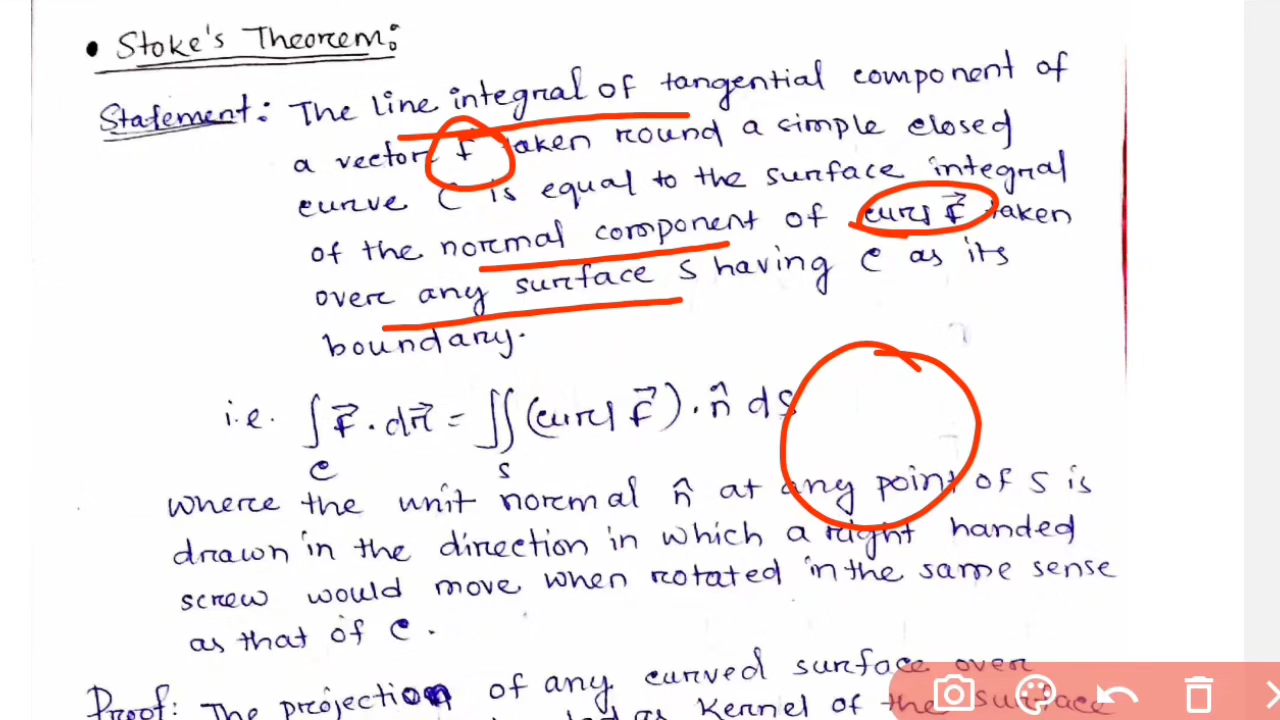 • Stoke's Theorem:
Statement: The line integral of tangential component of
a vector F taken round a simple closed
curve C is equal to the surface integral
of the normal component of curl F⃗ taken
over any surface S having C as its
boundary.
i.e. ∫_C F⃗ . dr⃗ = ∬_S (curl F⃗) . n̂ dS
where the unit normal n̂ at any point of S is
drawn in the direction in which a right handed
screw would move when rotated in the same sense
as that of C.
Proof: The projection of any curved surface over
as Kernel of the surface